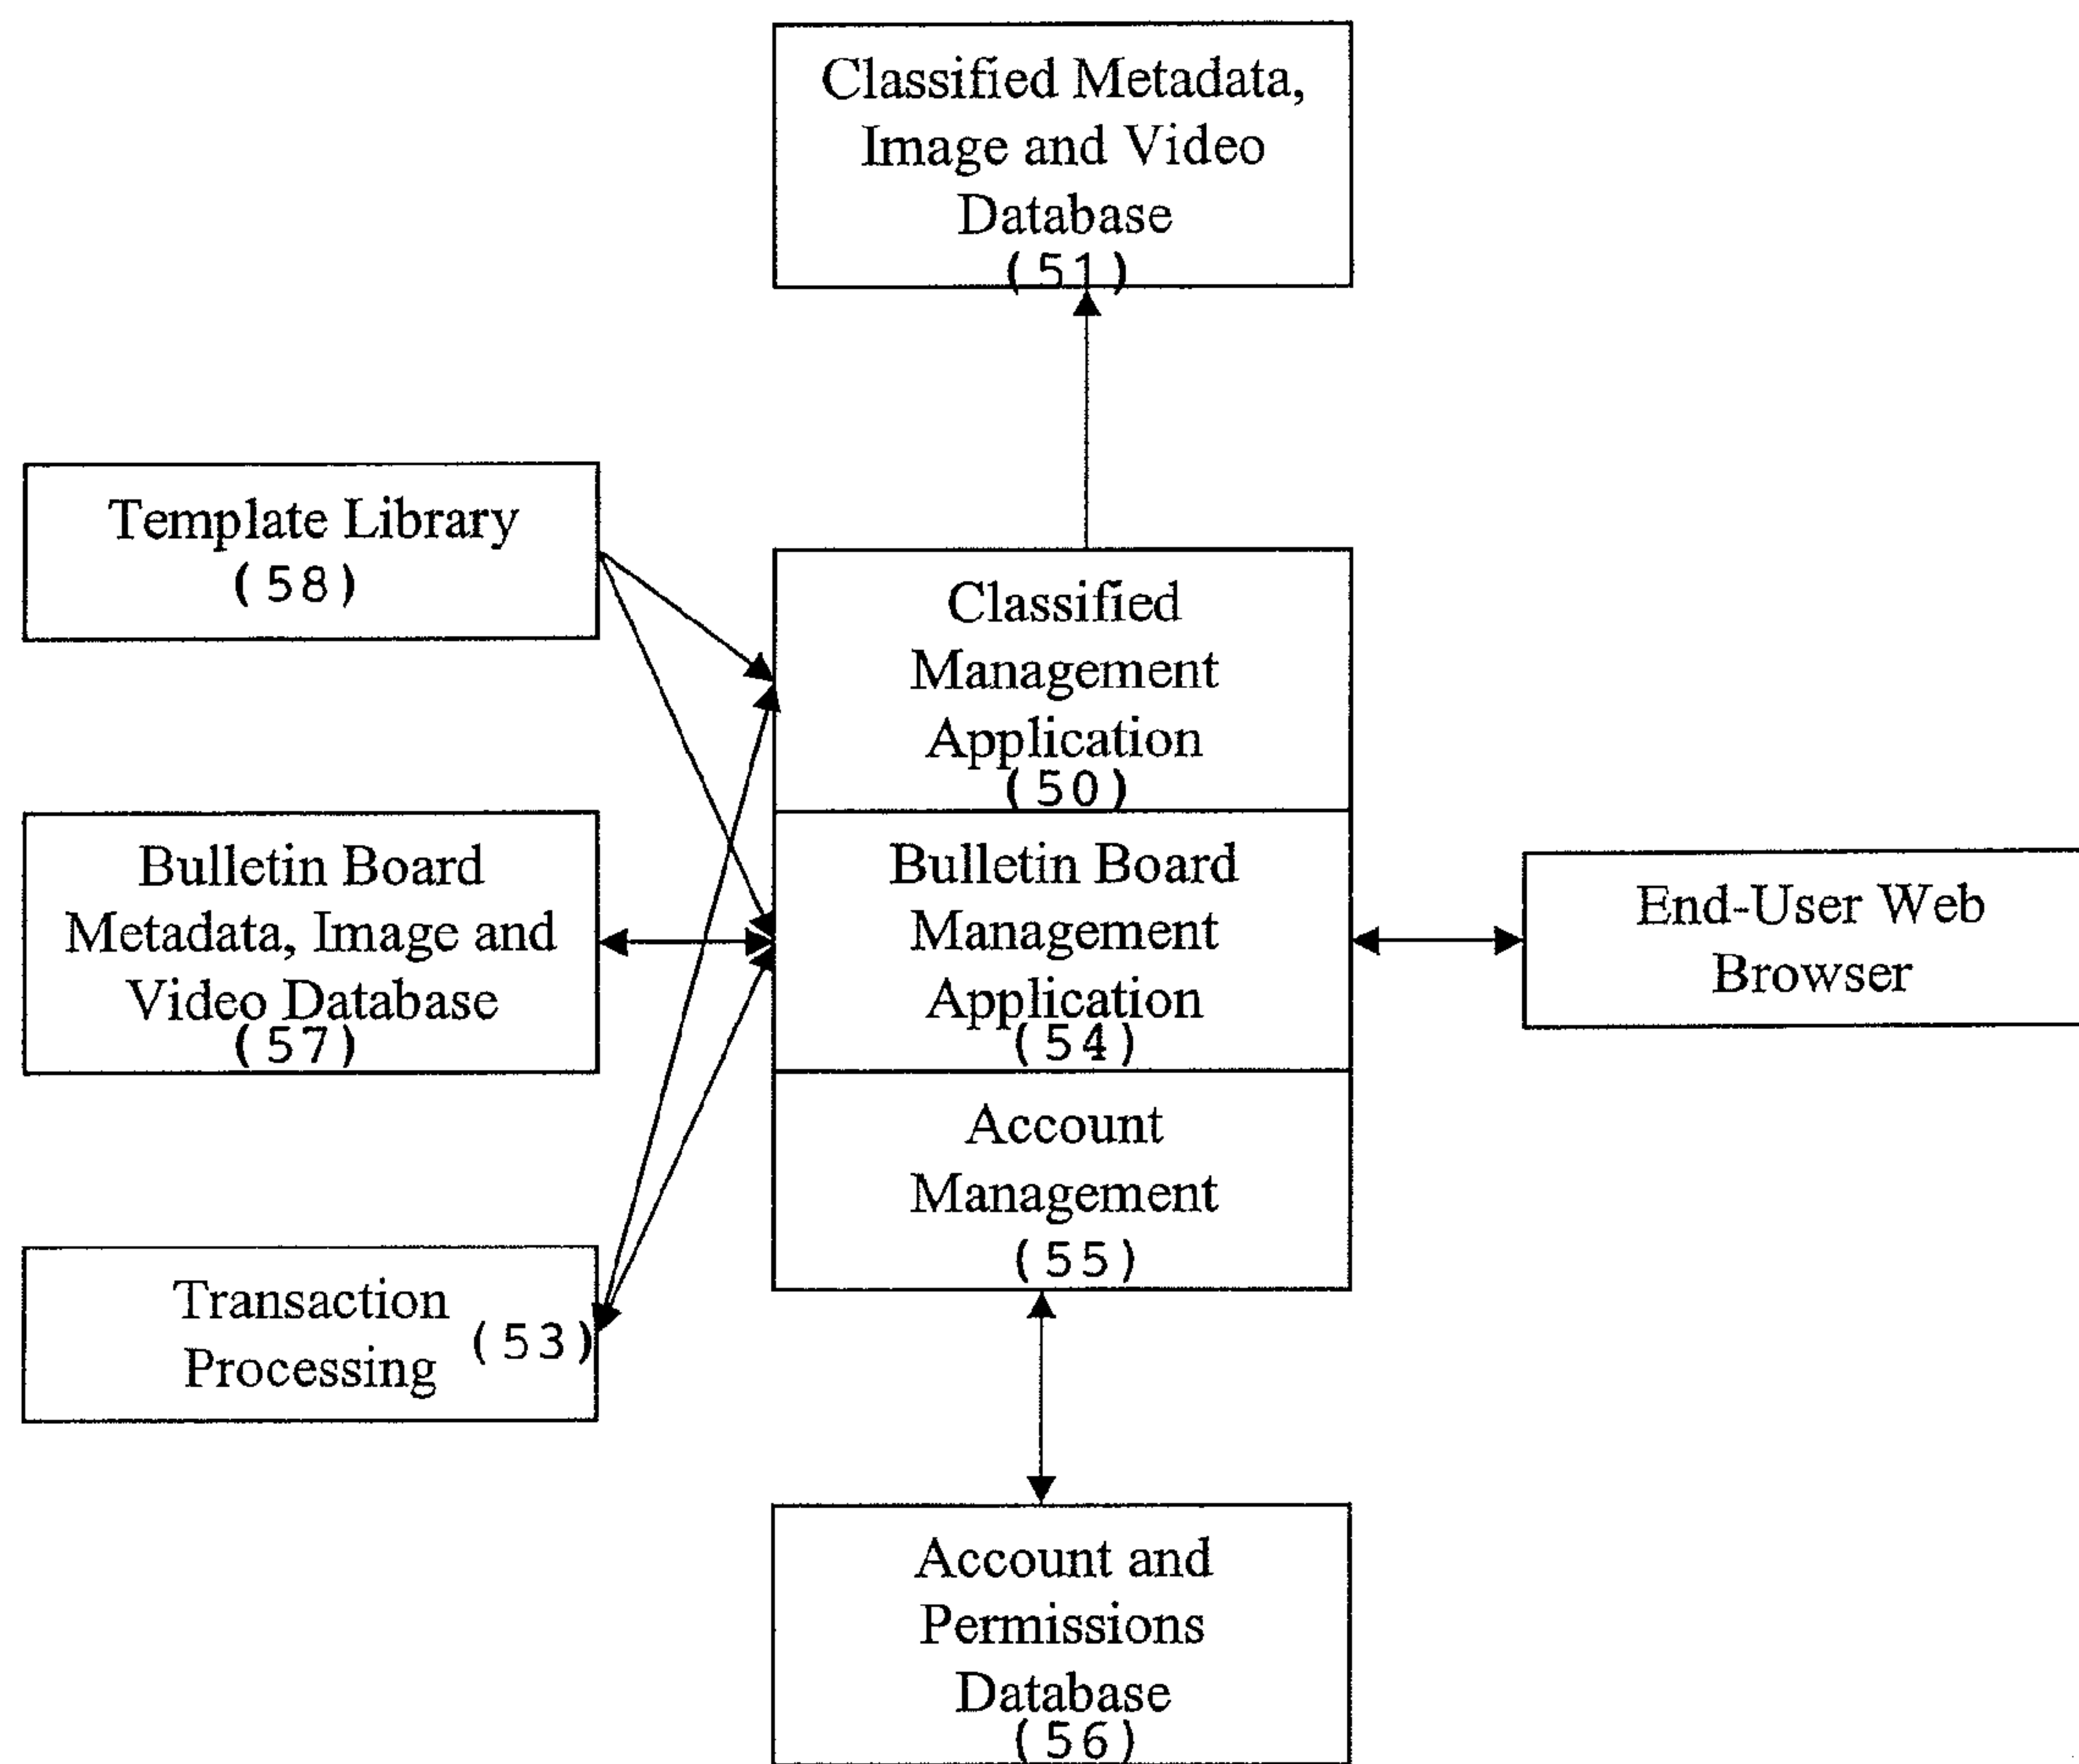 Classified Metadata,
Image and Video
Database
(51)
Template Library
(58)
Classified
Management
Application
(50)
Bulletin Board
Metadata, Image and
Video Database
(57)
Bulletin Board
Management
Application
(54)
End-User Web
Browser
Account
Management
(55)
Transaction
Processing (53)
Account and
Permissions
Database
(56)